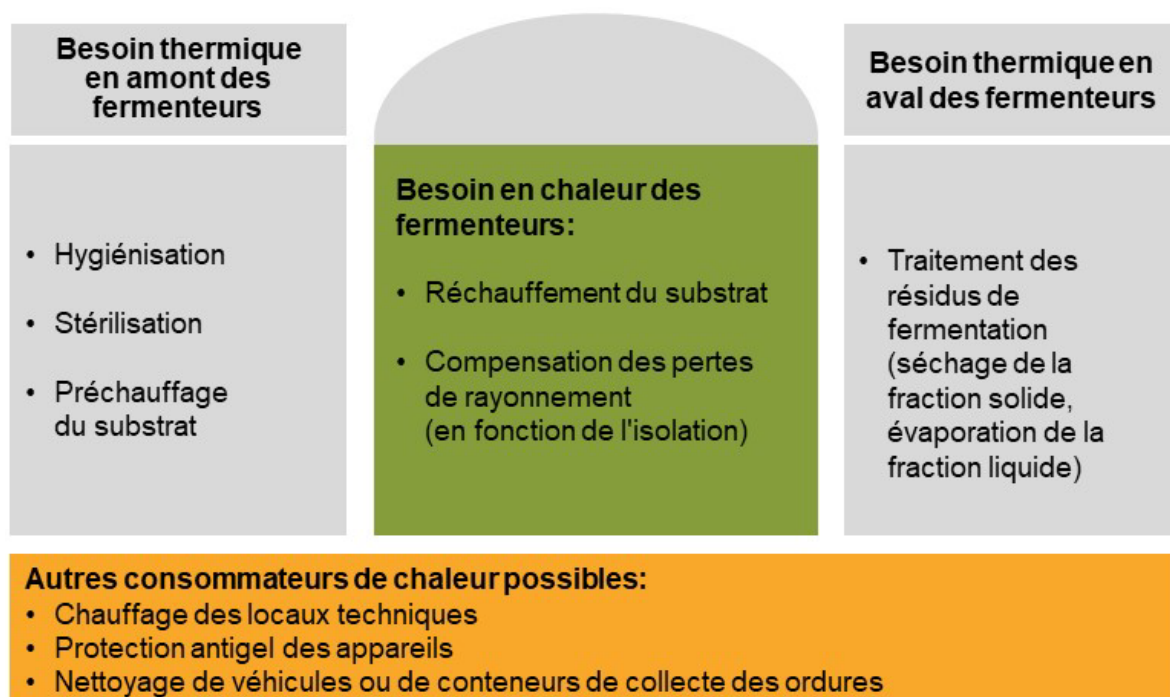 Besoin thermique
en amont des
fermenteurs
• Hygiénisation
• Stérilisation
• Préchauffage
du substrat
Besoin en chaleur des
fermenteurs:
• Réchauffement du substrat
• Compensation des pertes
de rayonnement
(en fonction de l'isolation)
Besoin thermique en
aval des fermenteurs
• Traitement des
résidus de
fermentation
(séchage de la
fraction solide,
évaporation de la
fraction liquide)
Autres consommateurs de chaleur possibles:
• Chauffage des locaux techniques
• Protection antigel des appareils
• Nettoyage de véhicules ou de conteneurs de collecte des ordures